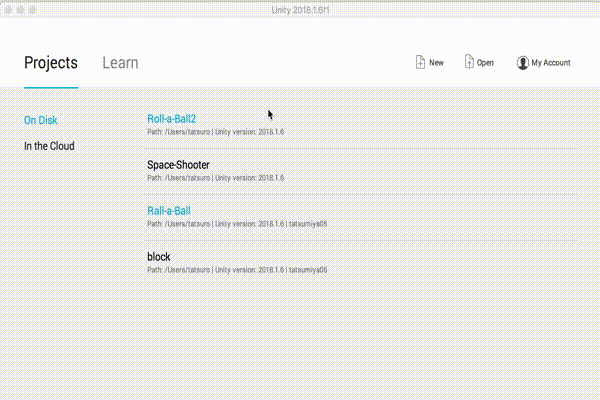 Unity 2018.1.6f1
Projects Learn New Open My Account
On Disk
In the Cloud
Roll-a-Ball2
Path: /Users/tatsuro | Unity version: 2018.1.6
Space-Shooter
Path: /Users/tatsuro | Unity version: 2018.1.6
Rall-a-Ball
Path: /Users/tatsuro | Unity version: 2018.1.6 | tatsumiya05
block
Path: /Users/tatsuro | Unity version: 2018.1.6 | tatsumiya05